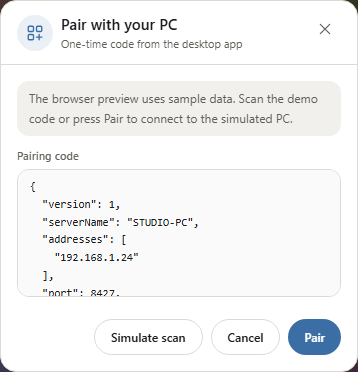 Pair with your PC
One-time code from the desktop app
The browser preview uses sample data. Scan the demo
code or press Pair to connect to the simulated PC.
Pairing code
{
  "version": 1,
  "serverName": "STUDIO-PC",
  "addresses": [
    "192.168.1.24"
  ],
  "port": 8427,
Simulate scan
Cancel
Pair